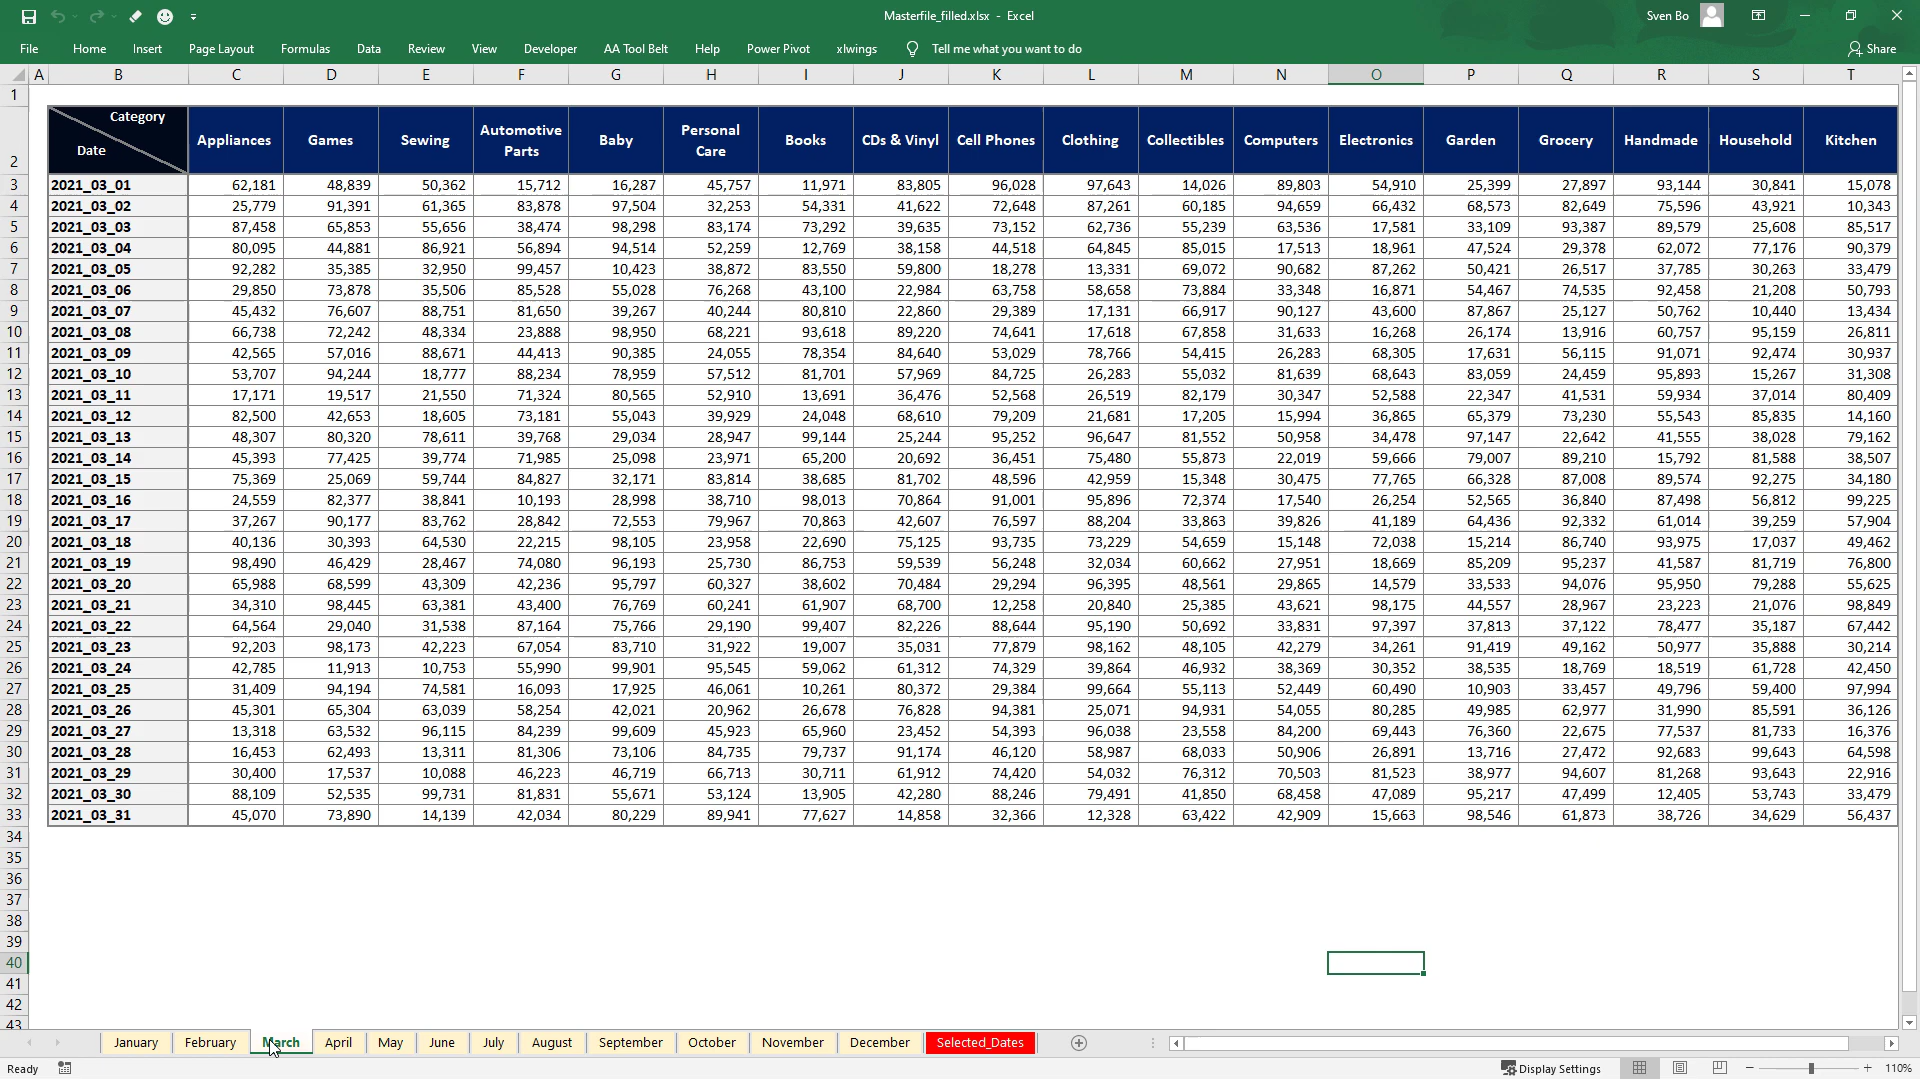 Masterfile_filled.xlsx - Excel
Sven Bo
File Home Insert Page Layout Formulas Data Review View Developer AA Tool Belt Help Power Pivot xlwings Tell me what you want to do Share
A B C D E F G H I J K L M N O P Q R S T
1
2 Category Date Appliances Games Sewing Automotive Parts Baby Personal Care Books CDs & Vinyl Cell Phones Clothing Collectibles Computers Electronics Garden Grocery Handmade Household Kitchen
3 2021_03_01 62,181 48,839 50,362 15,712 16,287 45,757 11,971 83,805 96,028 97,643 14,026 89,803 54,910 25,399 27,897 93,144 30,841 15,078
4 2021_03_02 25,779 91,391 61,365 83,878 97,504 32,253 54,331 41,622 72,648 87,261 60,185 94,659 66,432 68,573 82,649 75,596 43,921 10,343
5 2021_03_03 87,458 65,853 55,656 38,474 98,298 83,174 73,292 39,635 73,152 62,736 55,239 63,536 17,581 33,109 93,387 89,579 25,608 85,517
6 2021_03_04 80,095 44,881 86,921 56,894 94,514 52,259 12,769 38,158 44,518 64,845 85,015 17,513 18,961 47,524 29,378 62,072 77,176 90,379
7 2021_03_05 92,282 35,385 32,950 99,457 10,423 38,872 83,550 59,800 18,278 13,331 69,072 90,682 87,262 50,421 26,517 37,785 30,263 33,479
8 2021_03_06 29,850 73,878 35,506 85,528 55,028 76,268 43,100 22,984 63,758 58,658 73,884 33,348 16,871 54,467 74,535 92,458 21,208 50,793
9 2021_03_07 45,432 76,607 88,751 81,650 39,267 40,244 80,810 22,860 29,389 17,131 66,917 90,127 43,600 87,867 25,127 50,762 10,440 13,434
10 2021_03_08 66,738 72,242 48,334 23,888 98,950 68,221 93,618 89,220 74,641 17,618 67,858 31,633 16,268 26,174 13,916 60,757 95,159 26,811
11 2021_03_09 42,565 57,016 88,671 44,413 90,385 24,055 78,354 84,640 53,029 78,766 54,415 26,283 68,305 17,631 56,115 91,071 92,474 30,937
12 2021_03_10 53,707 94,244 18,777 88,234 78,959 57,512 81,701 57,969 84,725 26,283 55,032 81,639 68,643 83,059 24,459 95,893 15,267 31,308
13 2021_03_11 17,171 19,517 21,550 71,324 80,565 52,910 13,691 36,476 52,568 26,519 82,179 30,347 52,588 22,347 41,531 59,934 37,014 80,409
14 2021_03_12 82,500 42,653 18,605 73,181 55,043 39,929 24,048 68,610 79,209 21,681 17,205 15,994 36,865 65,379 73,230 55,543 85,835 14,160
15 2021_03_13 48,307 80,320 78,611 39,768 29,034 28,947 99,144 25,244 95,252 96,647 81,552 50,958 34,478 97,147 22,642 41,555 38,028 79,162
16 2021_03_14 45,393 77,425 39,774 71,985 25,098 23,971 65,200 20,692 36,451 75,480 55,873 22,019 59,666 79,007 89,210 15,792 81,588 38,507
17 2021_03_15 75,369 25,069 59,744 84,827 32,171 83,814 38,685 81,702 48,596 42,959 15,348 30,475 77,765 66,328 87,008 89,574 92,275 34,180
18 2021_03_16 24,559 82,377 38,841 10,193 28,998 38,710 98,013 70,864 91,001 95,896 72,374 17,540 26,254 52,565 36,840 87,498 56,812 99,225
19 2021_03_17 37,267 90,177 83,762 28,842 72,553 79,967 70,863 42,607 76,597 88,204 33,863 39,826 41,189 64,436 92,332 61,014 39,259 57,904
20 2021_03_18 40,136 30,393 64,530 22,215 98,105 23,958 22,690 75,125 93,735 73,229 54,659 15,148 72,038 15,214 86,740 93,975 17,037 49,462
21 2021_03_19 98,490 46,429 28,467 74,080 96,193 25,730 86,753 59,539 56,248 32,034 60,662 27,951 18,669 85,209 95,237 41,587 81,719 76,800
22 2021_03_20 65,988 68,599 43,309 42,236 95,797 60,327 38,602 70,484 29,294 96,395 48,561 29,865 14,579 33,533 94,076 95,950 79,288 55,625
23 2021_03_21 34,310 98,445 63,381 43,400 76,769 60,241 61,907 68,700 12,258 20,840 25,385 43,621 98,175 44,557 28,967 23,223 21,076 98,849
24 2021_03_22 64,564 29,040 31,538 87,164 75,766 29,190 99,407 82,226 88,644 95,190 50,692 33,831 97,397 37,813 37,122 78,477 35,187 67,442
25 2021_03_23 92,203 98,173 42,223 67,054 83,710 31,922 19,007 35,031 77,879 98,162 48,105 42,279 34,261 91,419 49,162 50,977 35,888 30,214
26 2021_03_24 42,785 11,913 10,753 55,990 99,901 95,545 59,062 61,312 74,329 39,864 46,932 38,369 30,352 38,535 18,769 18,519 61,728 42,450
27 2021_03_25 31,409 94,194 74,581 16,093 17,925 46,061 10,261 80,372 29,384 99,664 55,113 52,449 60,490 10,903 33,457 49,796 59,400 97,994
28 2021_03_26 45,301 65,304 63,039 58,254 42,021 20,962 26,678 76,828 94,381 25,071 94,931 54,055 80,285 49,985 62,977 31,990 85,591 36,126
29 2021_03_27 13,318 63,532 96,115 84,239 99,609 45,923 65,960 23,452 54,393 96,038 23,558 84,200 69,443 76,360 22,675 77,537 81,733 16,376
30 2021_03_28 16,453 62,493 13,311 81,306 73,106 84,735 79,737 91,174 46,120 58,987 68,033 50,906 26,891 13,716 27,472 92,683 99,643 64,598
31 2021_03_29 30,400 17,537 10,088 46,223 46,719 66,713 30,711 61,912 74,420 54,032 76,312 70,503 81,523 38,977 94,607 81,268 93,643 22,916
32 2021_03_30 88,109 52,535 99,731 81,831 55,671 53,124 13,905 42,280 88,246 79,491 41,850 68,458 47,089 95,217 47,499 12,405 53,743 33,479
33 2021_03_31 45,070 73,890 14,139 42,034 80,229 89,941 77,627 14,858 32,366 12,328 63,422 42,909 15,663 98,546 61,873 38,726 34,629 56,437
34
35
36
37
38
39
40
41
42
43
January February March April May June July August September October November December Selected_Dates
Ready Display Settings 110%